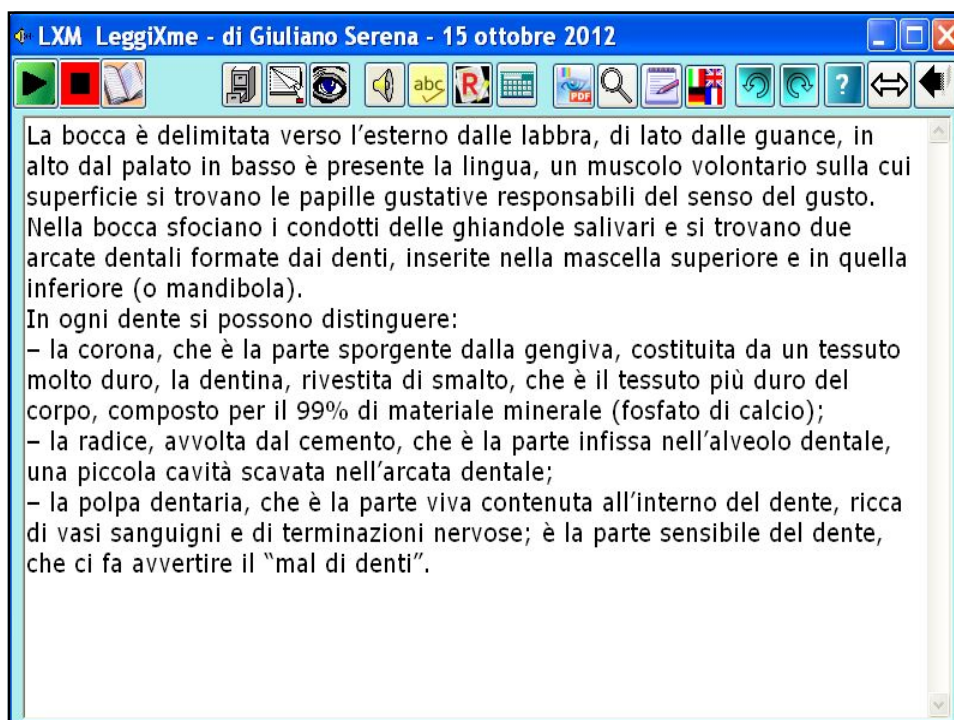 LXM LeggiXme - di Giuliano Serena - 15 ottobre 2012
abc R PDF ?
La bocca è delimitata verso l'esterno dalle labbra, di lato dalle guance, in
alto dal palato in basso è presente la lingua, un muscolo volontario sulla cui
superficie si trovano le papille gustative responsabili del senso del gusto.
Nella bocca sfociano i condotti delle ghiandole salivari e si trovano due
arcate dentali formate dai denti, inserite nella mascella superiore e in quella
inferiore (o mandibola).
In ogni dente si possono distinguere:
– la corona, che è la parte sporgente dalla gengiva, costituita da un tessuto
molto duro, la dentina, rivestita di smalto, che è il tessuto più duro del
corpo, composto per il 99% di materiale minerale (fosfato di calcio);
– la radice, avvolta dal cemento, che è la parte infissa nell'alveolo dentale,
una piccola cavità scavata nell'arcata dentale;
– la polpa dentaria, che è la parte viva contenuta all'interno del dente, ricca
di vasi sanguigni e di terminazioni nervose; è la parte sensibile del dente,
che ci fa avvertire il “mal di denti”.